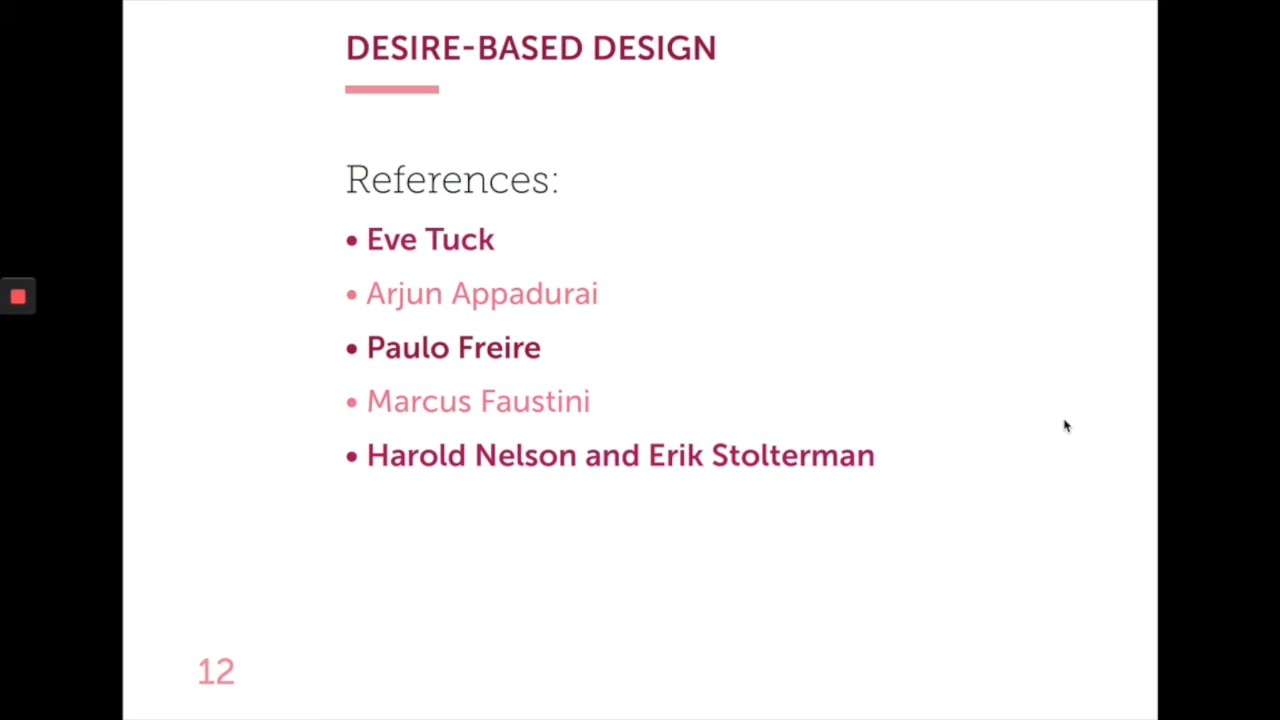 DESIRE-BASED DESIGN
References:
• Eve Tuck
• Arjun Appadurai
• Paulo Freire
• Marcus Faustini
• Harold Nelson and Erik Stolterman
12